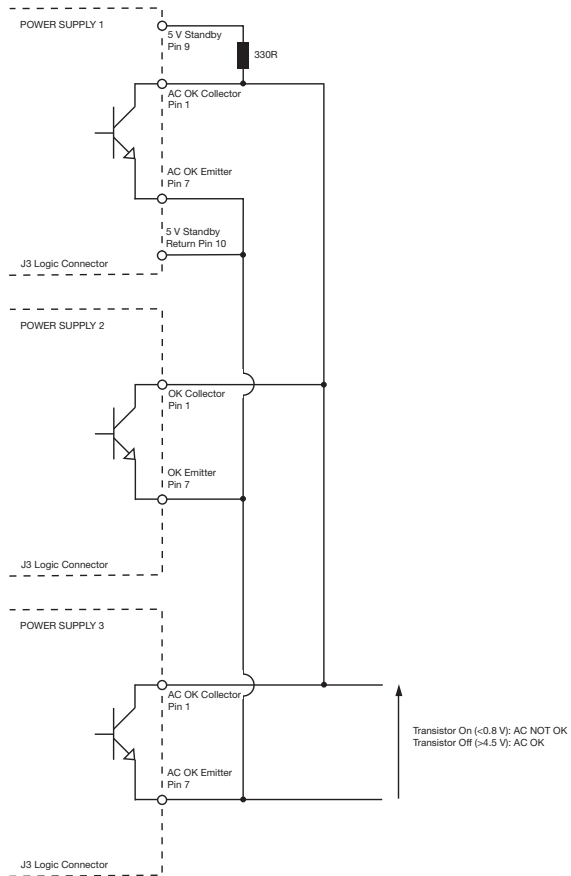 POWER SUPPLY 1
5 V Standby
Pin 9
330R
AC OK Collector
Pin 1
AC OK Emitter
Pin 7
5 V Standby
Return Pin 10
J3 Logic Connector
POWER SUPPLY 2
OK Collector
Pin 1
OK Emitter
Pin 7
J3 Logic Connector
POWER SUPPLY 3
AC OK Collector
Pin 1
Transistor On (<0.8 V): AC NOT OK
Transistor Off (>4.5 V): AC OK
AC OK Emitter
Pin 7
J3 Logic Connector